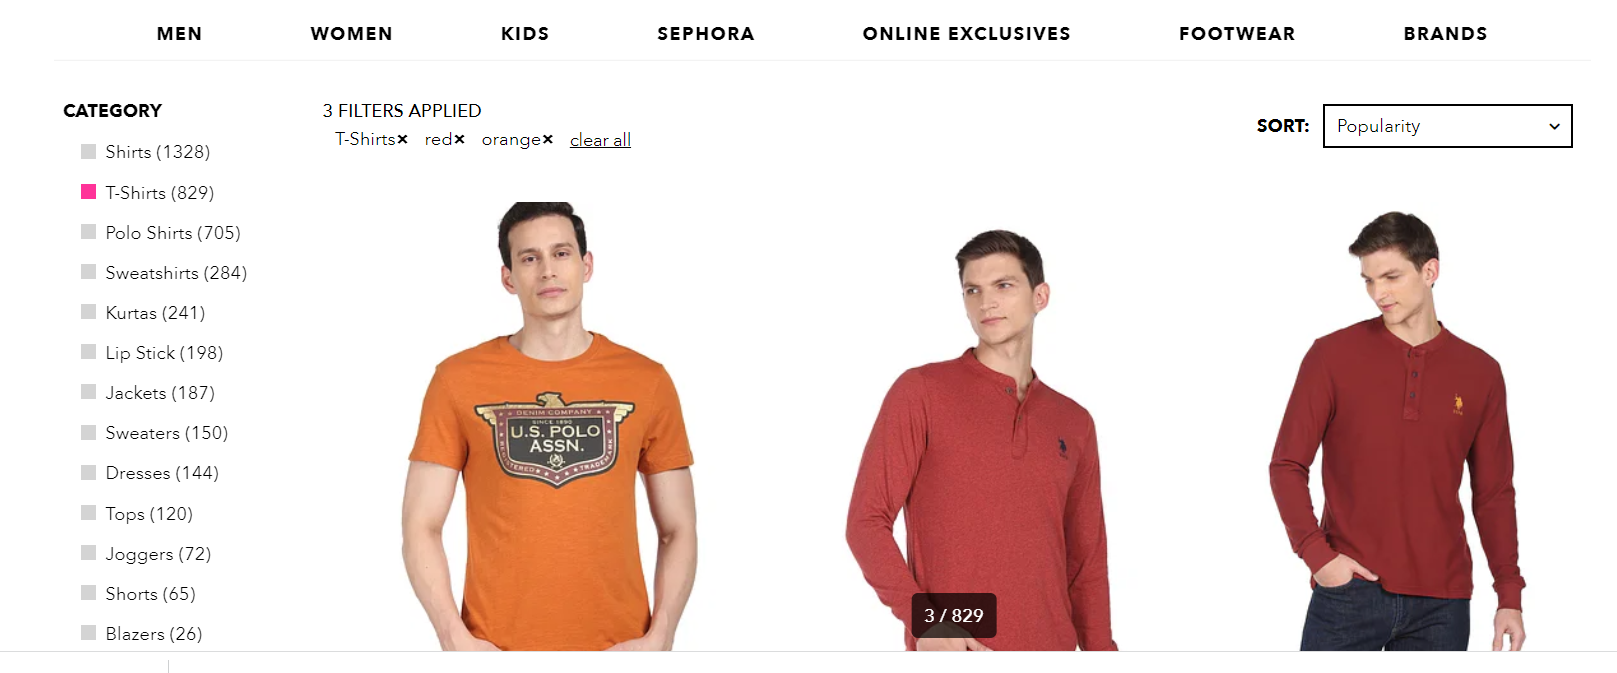 MEN WOMEN KIDS SEPHORA ONLINE EXCLUSIVES FOOTWEAR BRANDS
CATEGORY
Shirts (1328)
T-Shirts (829)
Polo Shirts (705)
Sweatshirts (284)
Kurtas (241)
Lip Stick (198)
Jackets (187)
Sweaters (150)
Dresses (144)
Tops (120)
Joggers (72)
Shorts (65)
Blazers (26)
3 FILTERS APPLIED
T-Shirts× red× orange× clear all
SORT: Popularity
DENIM COMPANY
SINCE 1890
U.S. POLO
ASSN.
REGISTERED TRADEMARK
3 / 829